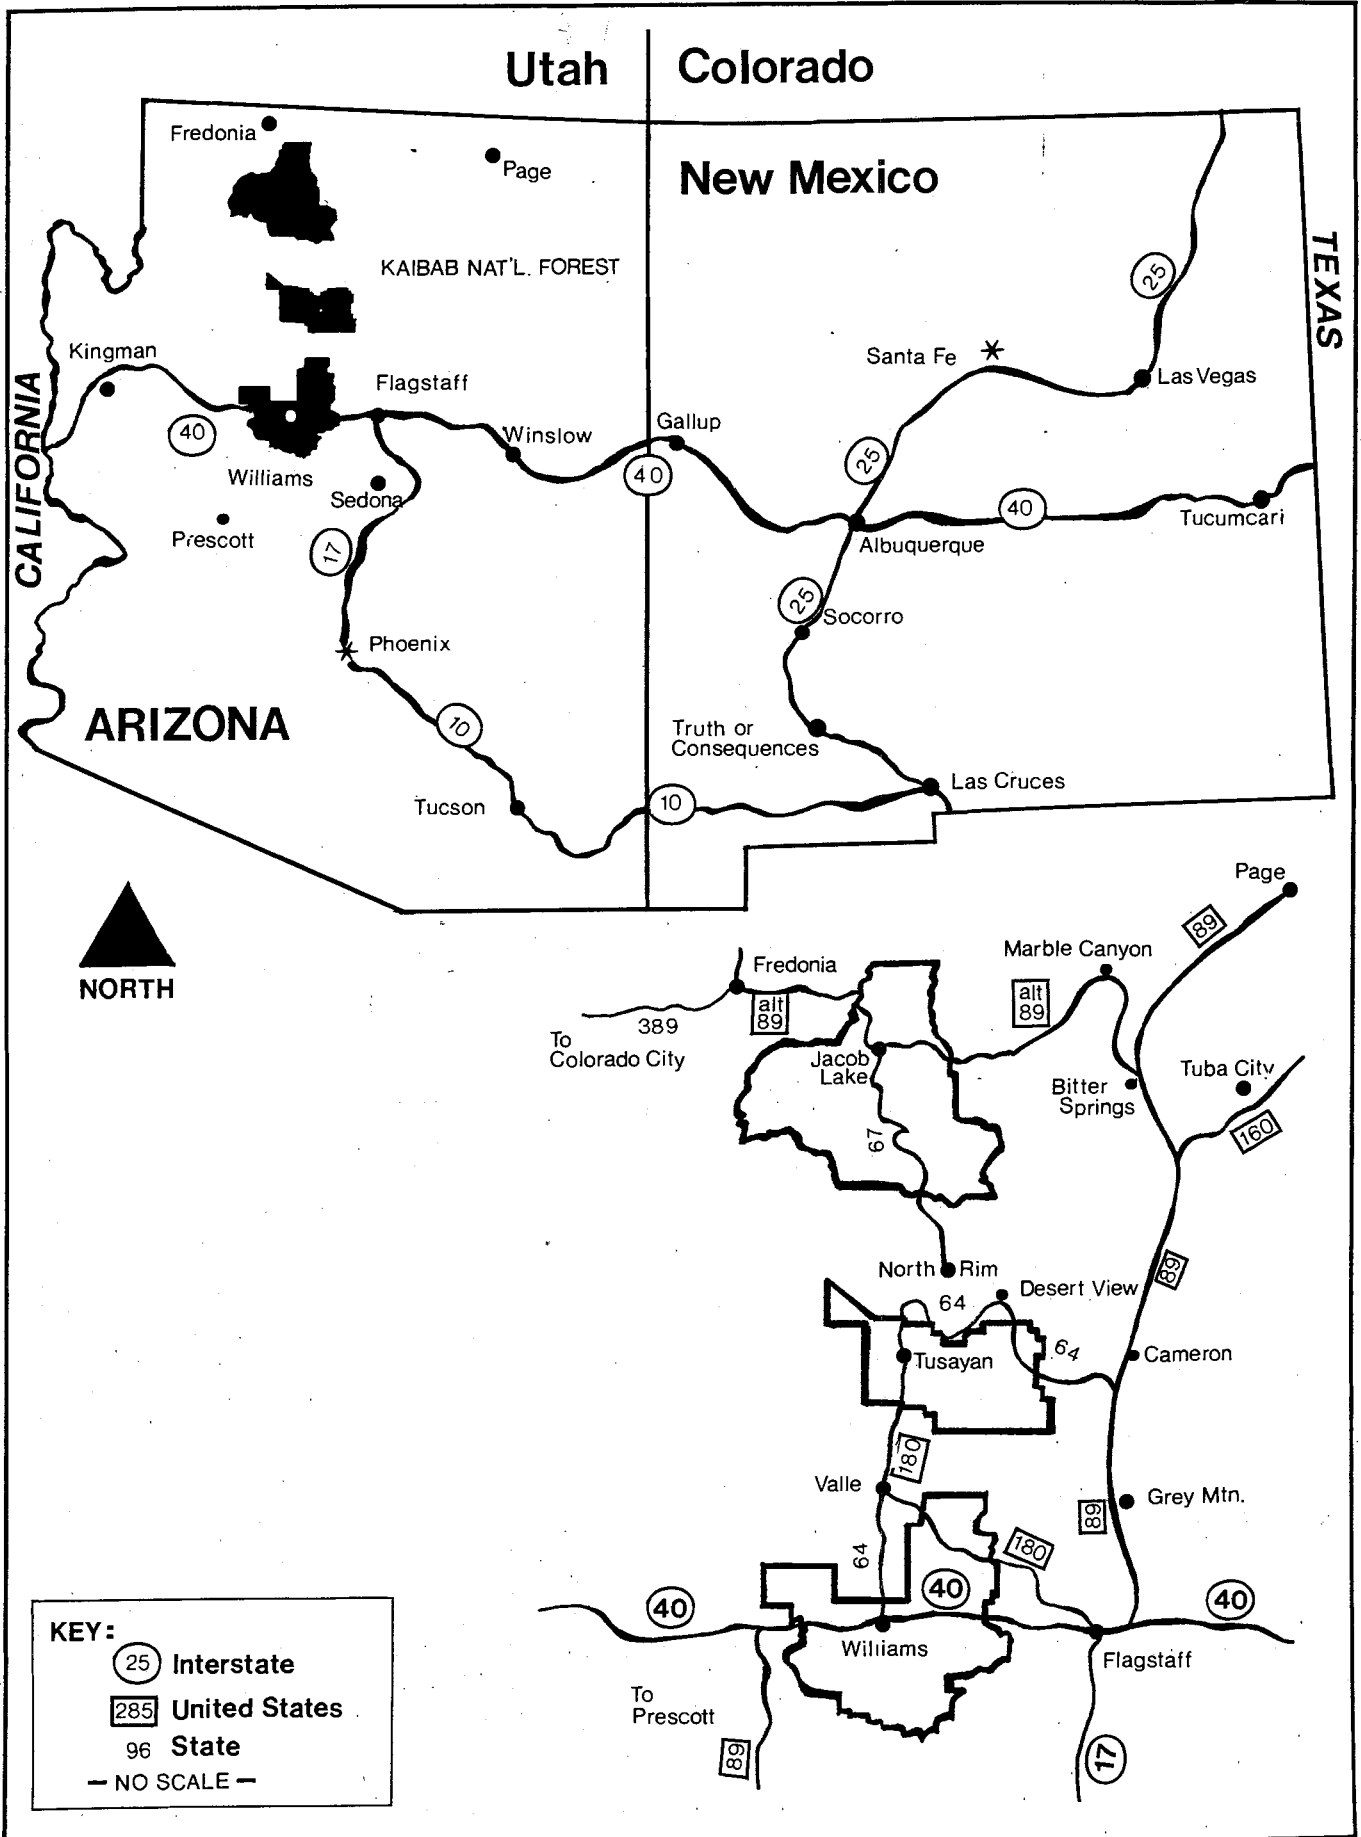 Utah
Colorado
Fredonia
Page
New Mexico
KAIBAB NAT'L. FOREST
TEXAS
25
Kingman
Santa Fe
Flagstaff
Las Vegas
CALIFORNIA
40
Winslow
Gallup
40
25
Williams
Sedona
40
Tucumcari
Prescott
17
Albuquerque
25
Socorro
Phoenix
ARIZONA
10
Truth or
Consequences
Las Cruces
Tucson
10
NORTH
Page
89
Marble Canyon
Fredonia
alt
89
alt
89
389
To
Colorado City
Jacob
Lake
Bitter
Springs
Tuba City
160
67
North Rim
89
Desert View
64
Tusayan
64
Cameron
180
Valle
89
Grey Mtn.
64
180
40
40
40
Williams
Flagstaff
To
Prescott
89
17
KEY:
25 Interstate
285 United States
96 State
— NO SCALE —